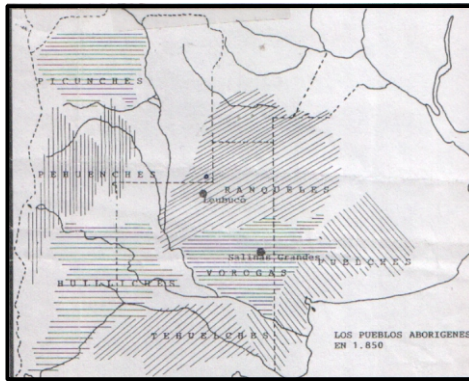 PICUNCHES
PEHUENCHES
RANQUELES
Leubucó
Salinas Grandes
PUELCHES
VOROGAS
HUILLICHES
TEHUELCHES
LOS PUEBLOS ABORIGENES
EN 1.850